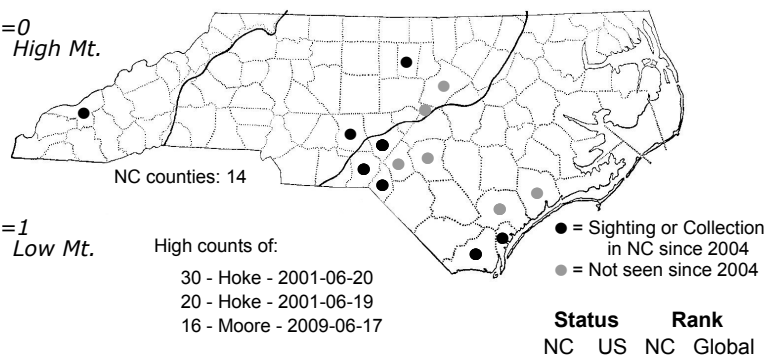 =0
High Mt.
NC counties: 14
=1
Low Mt.
High counts of:
30 - Hoke - 2001-06-20
20 - Hoke - 2001-06-19
16 - Moore - 2009-06-17
● = Sighting or Collection
in NC since 2004
● = Not seen since 2004
Status Rank
NC US NC Global